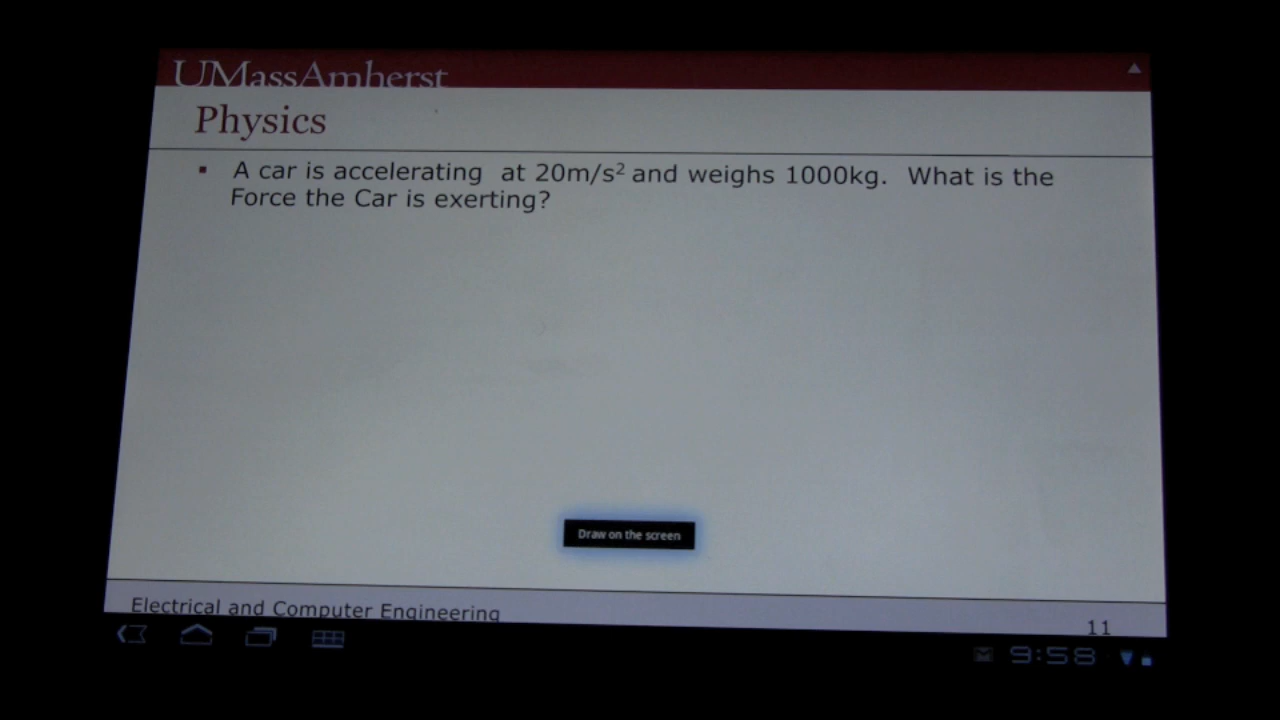 UMassAmherst
Physics
▪ A car is accelerating at 20m/s² and weighs 1000kg. What is the
Force the Car is exerting?
Draw on the screen
Electrical and Computer Engineering
11
9:58